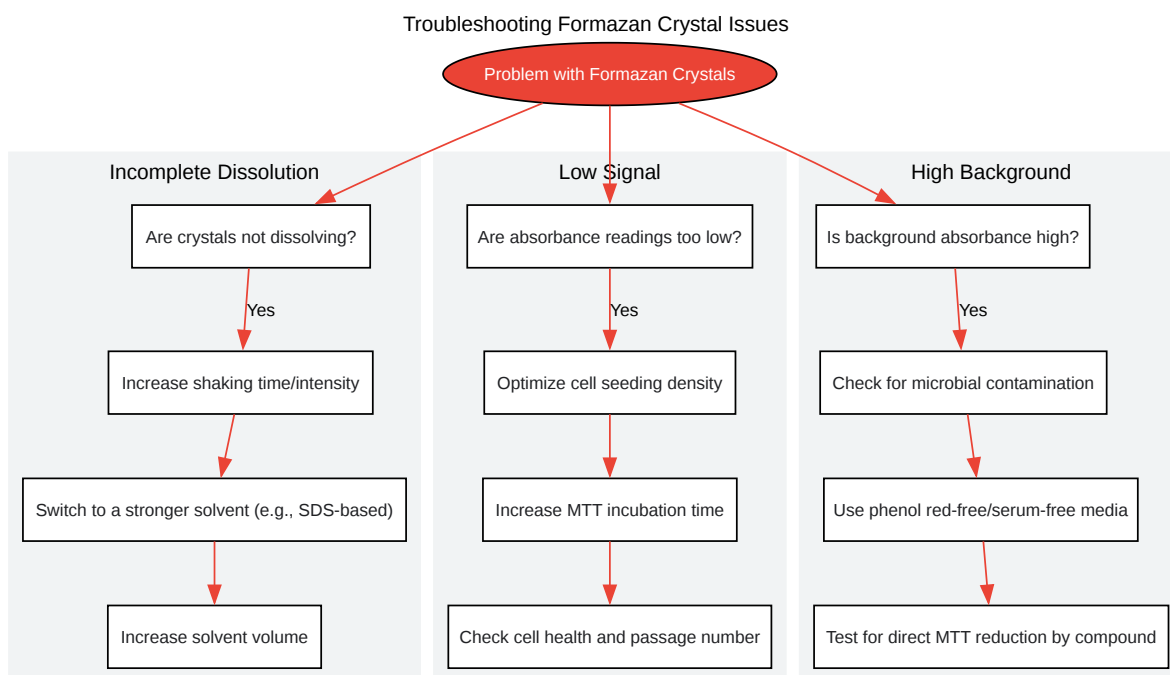 Troubleshooting Formazan Crystal Issues
Problem with Formazan Crystals
Incomplete Dissolution
Are crystals not dissolving?
Yes
Increase shaking time/intensity
Switch to a stronger solvent (e.g., SDS-based)
Increase solvent volume
Low Signal
Are absorbance readings too low?
Yes
Optimize cell seeding density
Increase MTT incubation time
Check cell health and passage number
High Background
Is background absorbance high?
Yes
Check for microbial contamination
Use phenol red-free/serum-free media
Test for direct MTT reduction by compound